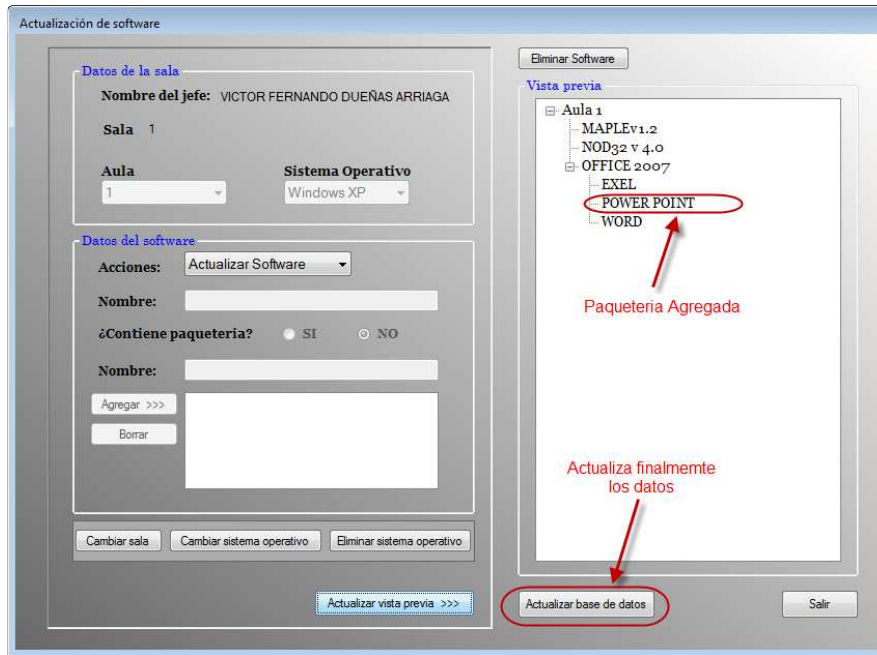 Actualización de software
Datos de la sala
Nombre del jefe: VICTOR FERNANDO DUEÑAS ARRIAGA
Sala 1
Aula
Sistema Operativo
1
Windows XP
Datos del software
Acciones: Actualizar Software
Nombre:
¿Contiene paqueteria? SI NO
Nombre:
Agregar >>>
Borrar
Cambiar sala
Cambiar sistema operativo
Eliminar sistema operativo
Actualizar vista previa >>>
Eliminar Software
Vista previa
Aula 1
MAPLEv1.2
NOD32 v 4.0
OFFICE 2007
EXEL
POWER POINT
WORD
Paqueteria Agregada
Actualiza finalmemte
los datos
Actualizar base de datos
Salir